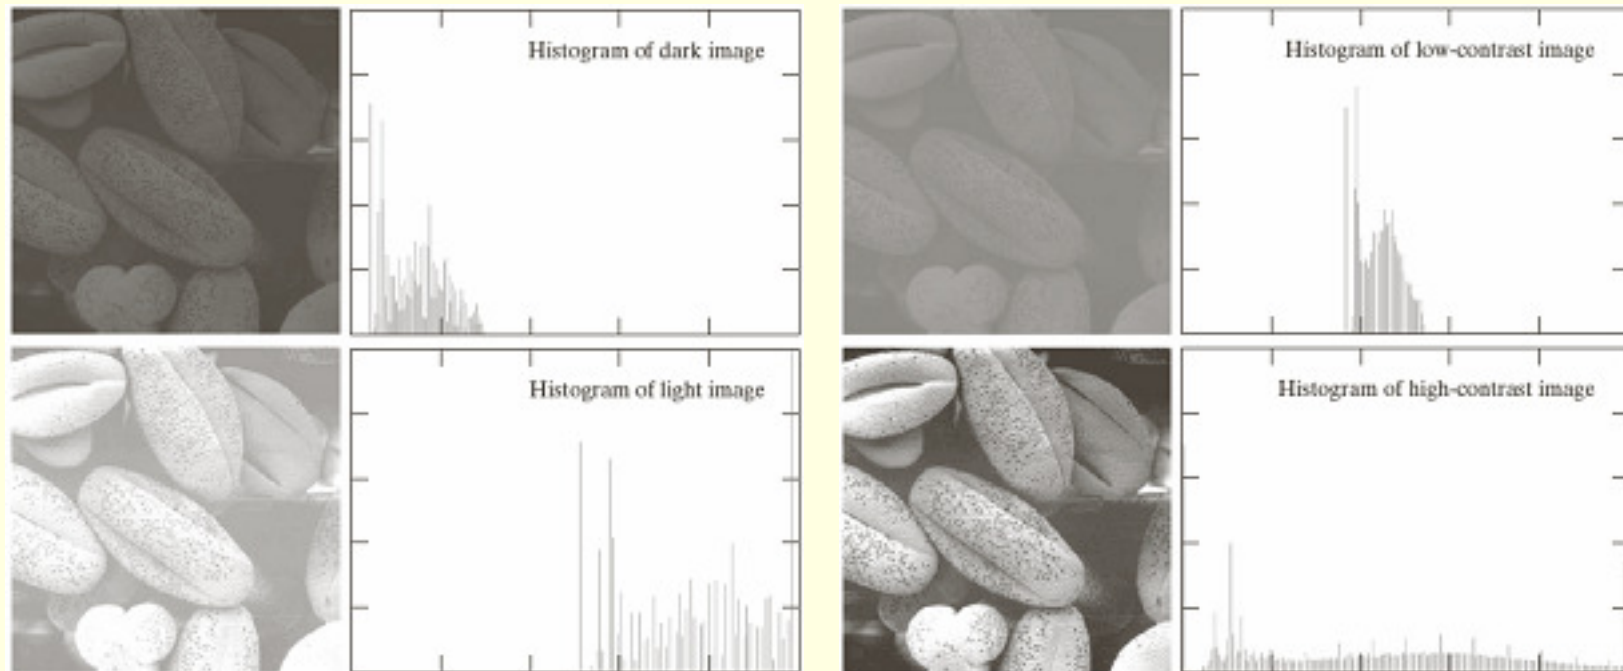 Histogram of dark image
Histogram of low-contrast image
Histogram of light image
Histogram of high-contrast image